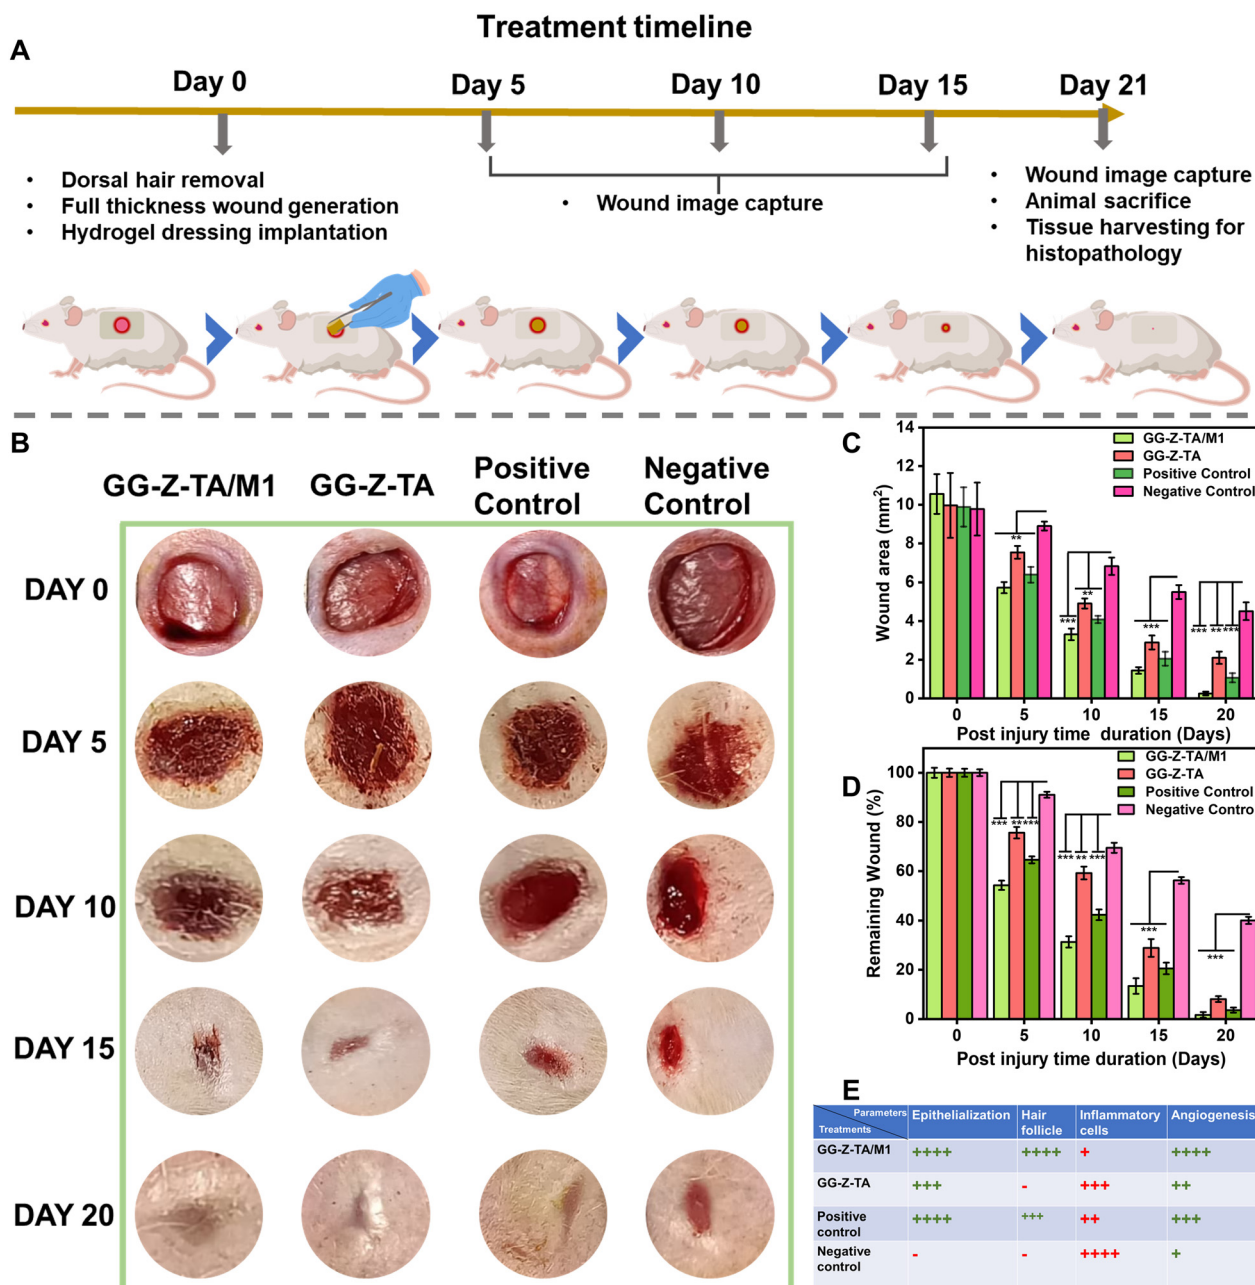 Treatment timeline
A
Day 0
Day 5
Day 10
Day 15
Day 21
• Dorsal hair removal
• Full thickness wound generation
• Hydrogel dressing implantation
• Wound image capture
• Wound image capture
• Animal sacrifice
• Tissue harvesting for
histopathology
B
GG-Z-TA/M1
GG-Z-TA
Positive
Control
Negative
Control
DAY 0
DAY 5
DAY 10
DAY 15
DAY 20
C
Wound area (mm²)
14
12
10
8
6
4
2
0
GG-Z-TA/M1
GG-Z-TA
Positive Control
Negative Control
**
*** **
***
*** ** ***
0 5 10 15 20
Post injury time duration (Days)
D
Remaining Wound (%)
100
80
60
40
20
0
GG-Z-TA/M1
GG-Z-TA
Positive Control
Negative Control
*** ** ***
*** ** ***
***
***
0 5 10 15 20
Post injury time duration (Days)
E
Parameters
Treatments
Epithelialization
Hair
follicle
Inflammatory
cells
Angiogenesis
GG-Z-TA/M1 ++++ ++++ + ++++
GG-Z-TA +++ - +++ ++
Positive
control ++++ +++ ++ +++
Negative
control - - ++++ +